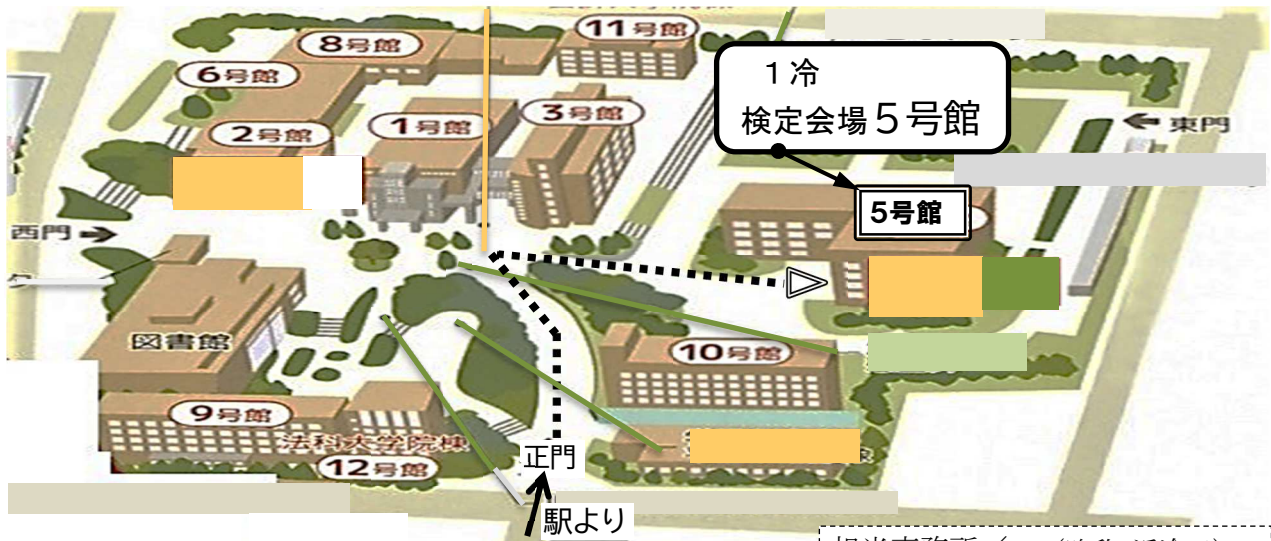 8号館
11号館
6号館
1冷
検定会場5号館
2号館
1号館
3号館
← 東門
5号館
西門 →
図書館
10号館
9号館
法科大学院棟
12号館
正門
駅より